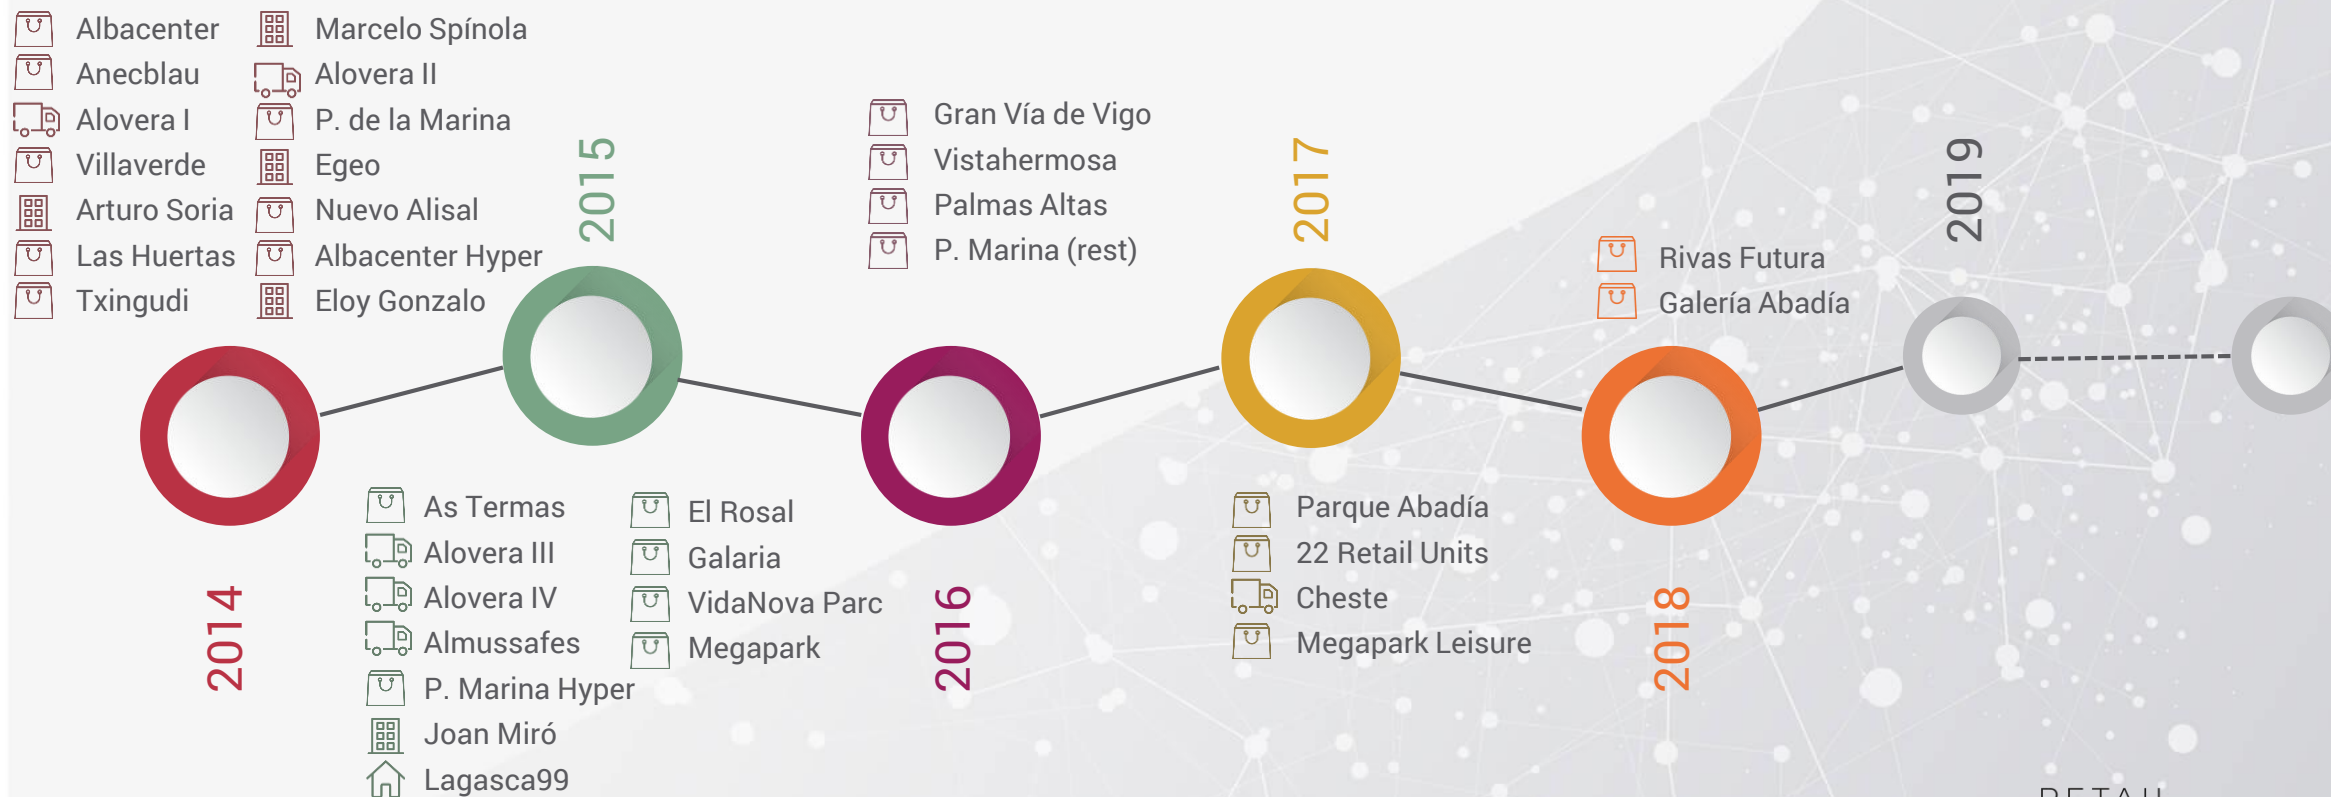 Albacenter
Anecblau
Alovera I
Villaverde
Arturo Soria
Las Huertas
Txingudi
Marcelo Spínola
Alovera II
P. de la Marina
Egeo
Nuevo Alisal
Albacenter Hyper
Eloy Gonzalo
2014
2015
As Termas
Alovera III
Alovera IV
Almussafes
P. Marina Hyper
Joan Miró
Lagasca99
El Rosal
Galaria
VidaNova Parc
Megapark
Gran Vía de Vigo
Vistahermosa
Palmas Altas
P. Marina (rest)
2016
2017
Parque Abadía
22 Retail Units
Cheste
Megapark Leisure
Rivas Futura
Galería Abadía
2018
2019